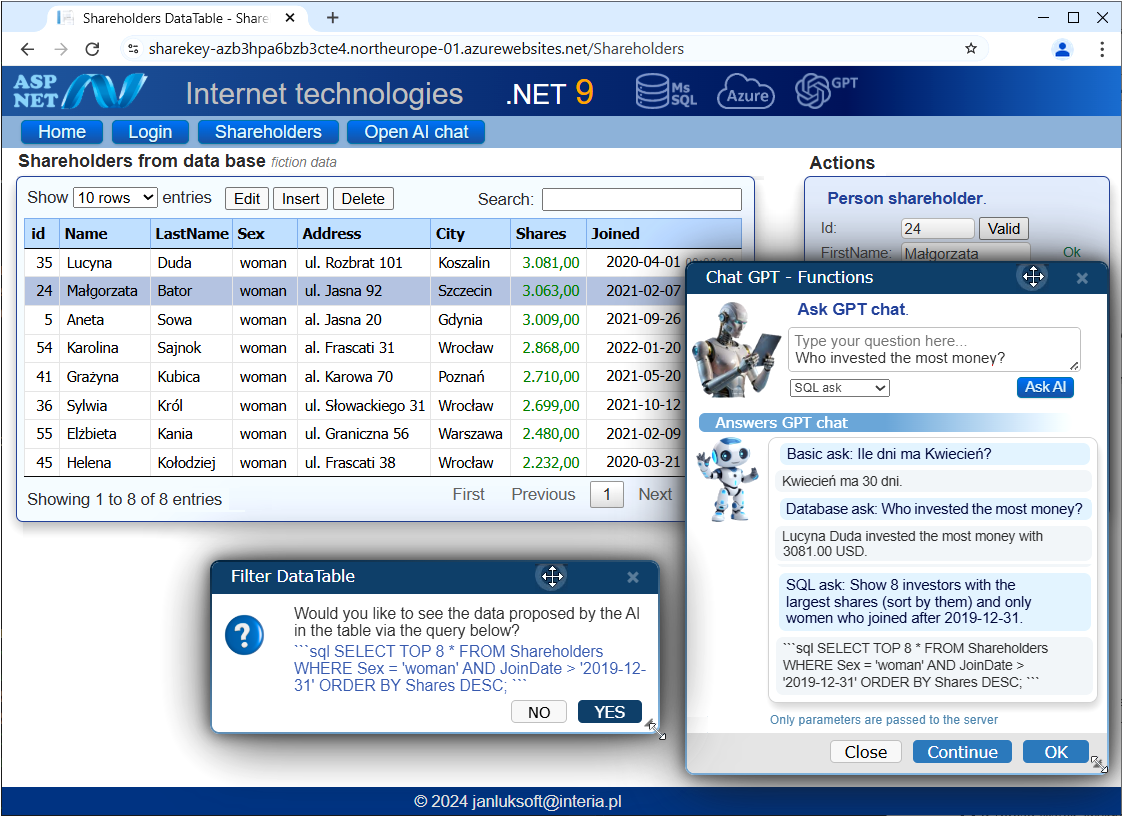 Shareholders DataTable - Share
sharekey-azb3hpa6bzb3cte4.northeurope-01.azurewebsites.net/Shareholders
ASP NET
Internet technologies
.NET 9
Ms SQL
Azure
GPT
Home Login Shareholders Open AI chat
Shareholders from data base fiction data
Show 10 rows entries Edit Insert Delete Search:
id Name LastName Sex Address City Shares Joined
35 Lucyna Duda woman ul. Rozbrat 101 Koszalin 3.081,00 2020-04-01
24 Małgorzata Bator woman ul. Jasna 92 Szczecin 3.063,00 2021-02-07
5 Aneta Sowa woman al. Jasna 20 Gdynia 3.009,00 2021-09-26
54 Karolina Sajnok woman al. Frascati 31 Wrocław 2.868,00 2022-01-20
41 Grażyna Kubica woman al. Karowa 70 Poznań 2.710,00 2021-05-20
36 Sylwia Król woman ul. Słowackiego 31 Wrocław 2.699,00 2021-10-12
55 Elżbieta Kania woman ul. Graniczna 56 Warszawa 2.480,00 2021-02-09
45 Helena Kołodziej woman ul. Frascati 38 Wrocław 2.232,00 2020-03-21
Showing 1 to 8 of 8 entries First Previous 1 Next
Actions
Person shareholder.
Id: 24 Valid
FirstName: Małgorzata Ok
Chat GPT - Functions
Ask GPT chat.
Type your question here...
Who invested the most money?
SQL ask Ask AI
Answers GPT chat
Basic ask: Ile dni ma Kwiecień?
Kwiecień ma 30 dni.
Database ask: Who invested the most money?
Lucyna Duda invested the most money with
3081.00 USD.
SQL ask: Show 8 investors with the
largest shares (sort by them) and only
women who joined after 2019-12-31.
```sql SELECT TOP 8 * FROM Shareholders
WHERE Sex = 'woman' AND JoinDate >
'2019-12-31' ORDER BY Shares DESC; ```
Only parameters are passed to the server
Close Continue OK
Filter DataTable
Would you like to see the data proposed by the AI
in the table via the query below?
```sql SELECT TOP 8 * FROM Shareholders
WHERE Sex = 'woman' AND JoinDate > '2019-12-
31' ORDER BY Shares DESC; ```
NO YES
© 2024 janluksoft@interia.pl